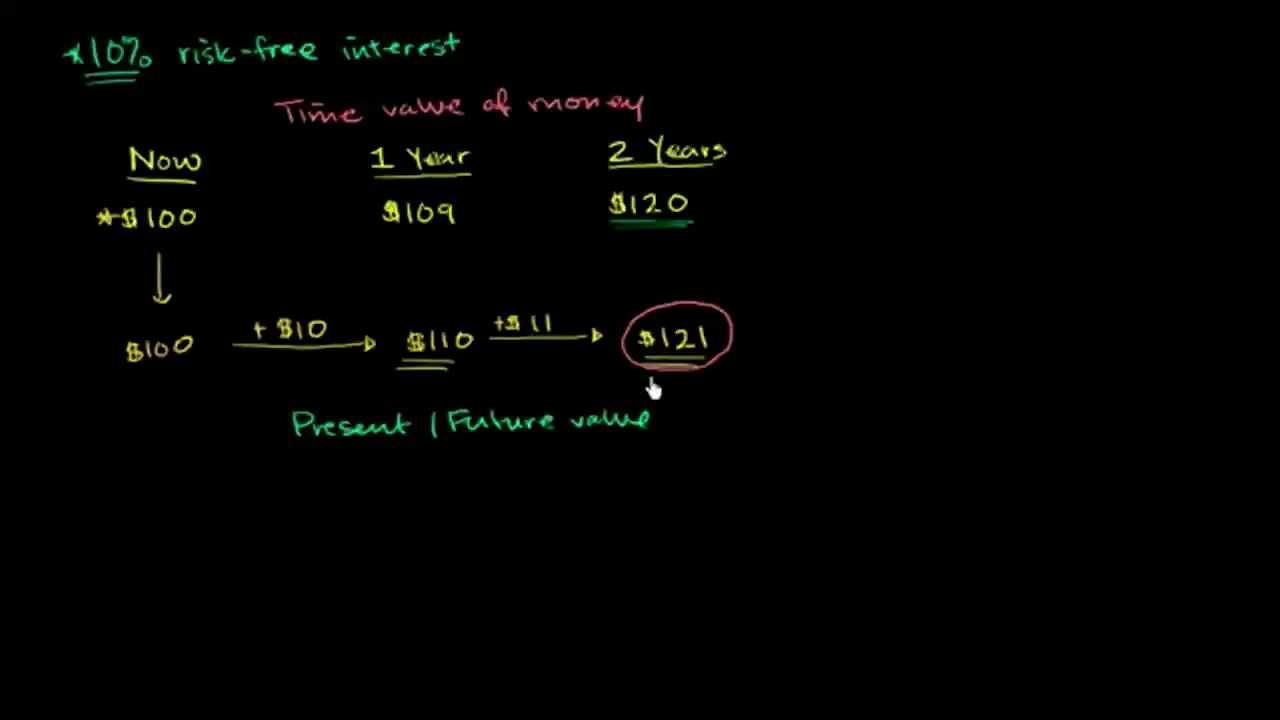 *10% risk-free interest
Time value of money
Now 1 Year 2 Years
*$100 $109 $120
$100 +$10 $110 +$11 $121
Present / Future value